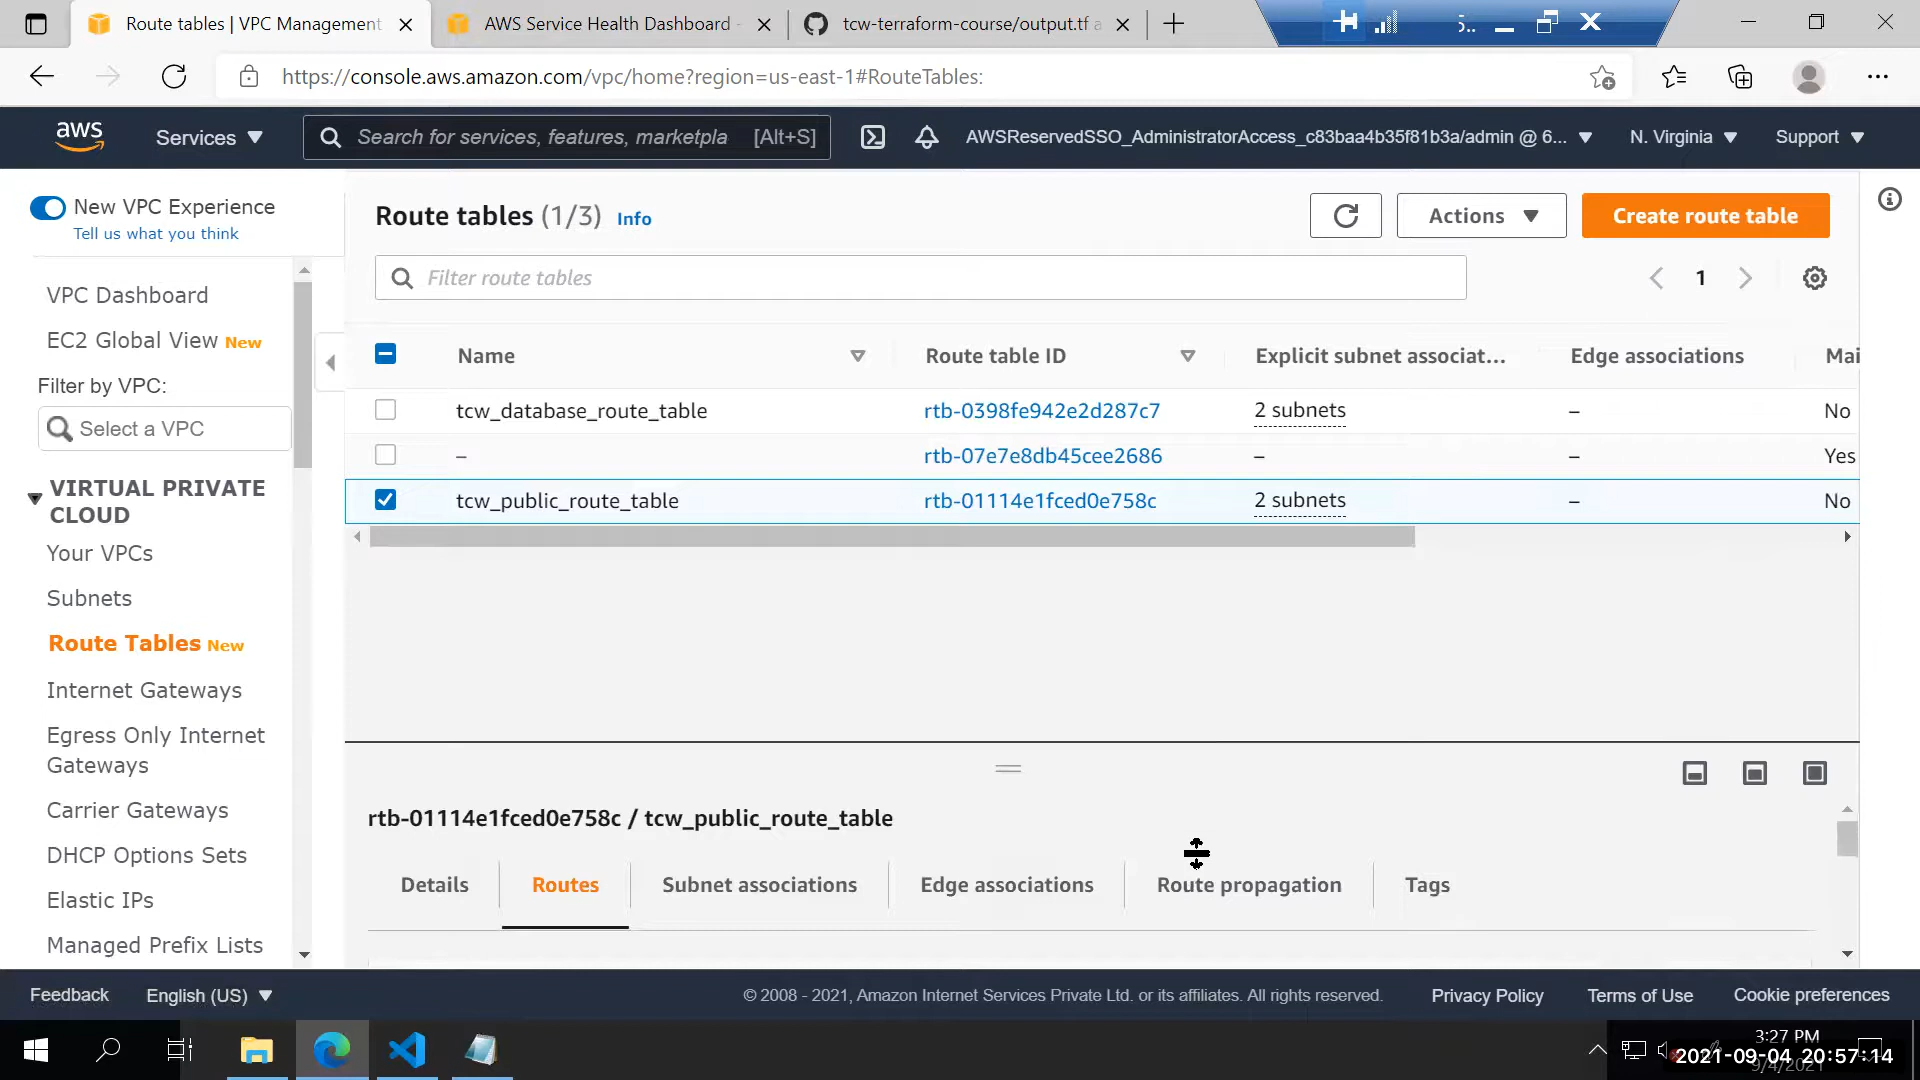 Route tables | VPC Management
AWS Service Health Dashboard -
tcw-terraform-course/output.tf a
5..
https://console.aws.amazon.com/vpc/home?region=us-east-1#RouteTables:
aws
Services
Search for services, features, marketpla [Alt+S]
AWSReservedSSO_AdministratorAccess_c83baa4b35f81b3a/admin @ 6...
N. Virginia
Support
New VPC Experience
Tell us what you think
VPC Dashboard
EC2 Global View New
Filter by VPC:
Select a VPC
VIRTUAL PRIVATE
CLOUD
Your VPCs
Subnets
Route Tables New
Internet Gateways
Egress Only Internet
Gateways
Carrier Gateways
DHCP Options Sets
Elastic IPs
Managed Prefix Lists
Route tables (1/3) Info
Actions
Create route table
Filter route tables
1
Name Route table ID Explicit subnet associat... Edge associations Mai
tcw_database_route_table rtb-0398fe942e2d287c7 2 subnets – No
– rtb-07e7e8db45cee2686 – – Yes
tcw_public_route_table rtb-01114e1fced0e758c 2 subnets – No
rtb-01114e1fced0e758c / tcw_public_route_table
Details Routes Subnet associations Edge associations Route propagation Tags
Feedback English (US) © 2008 - 2021, Amazon Internet Services Private Ltd. or its affiliates. All rights reserved. Privacy Policy Terms of Use Cookie preferences
3:27 PM
2021-09-04 20:57:14
9/4/2021